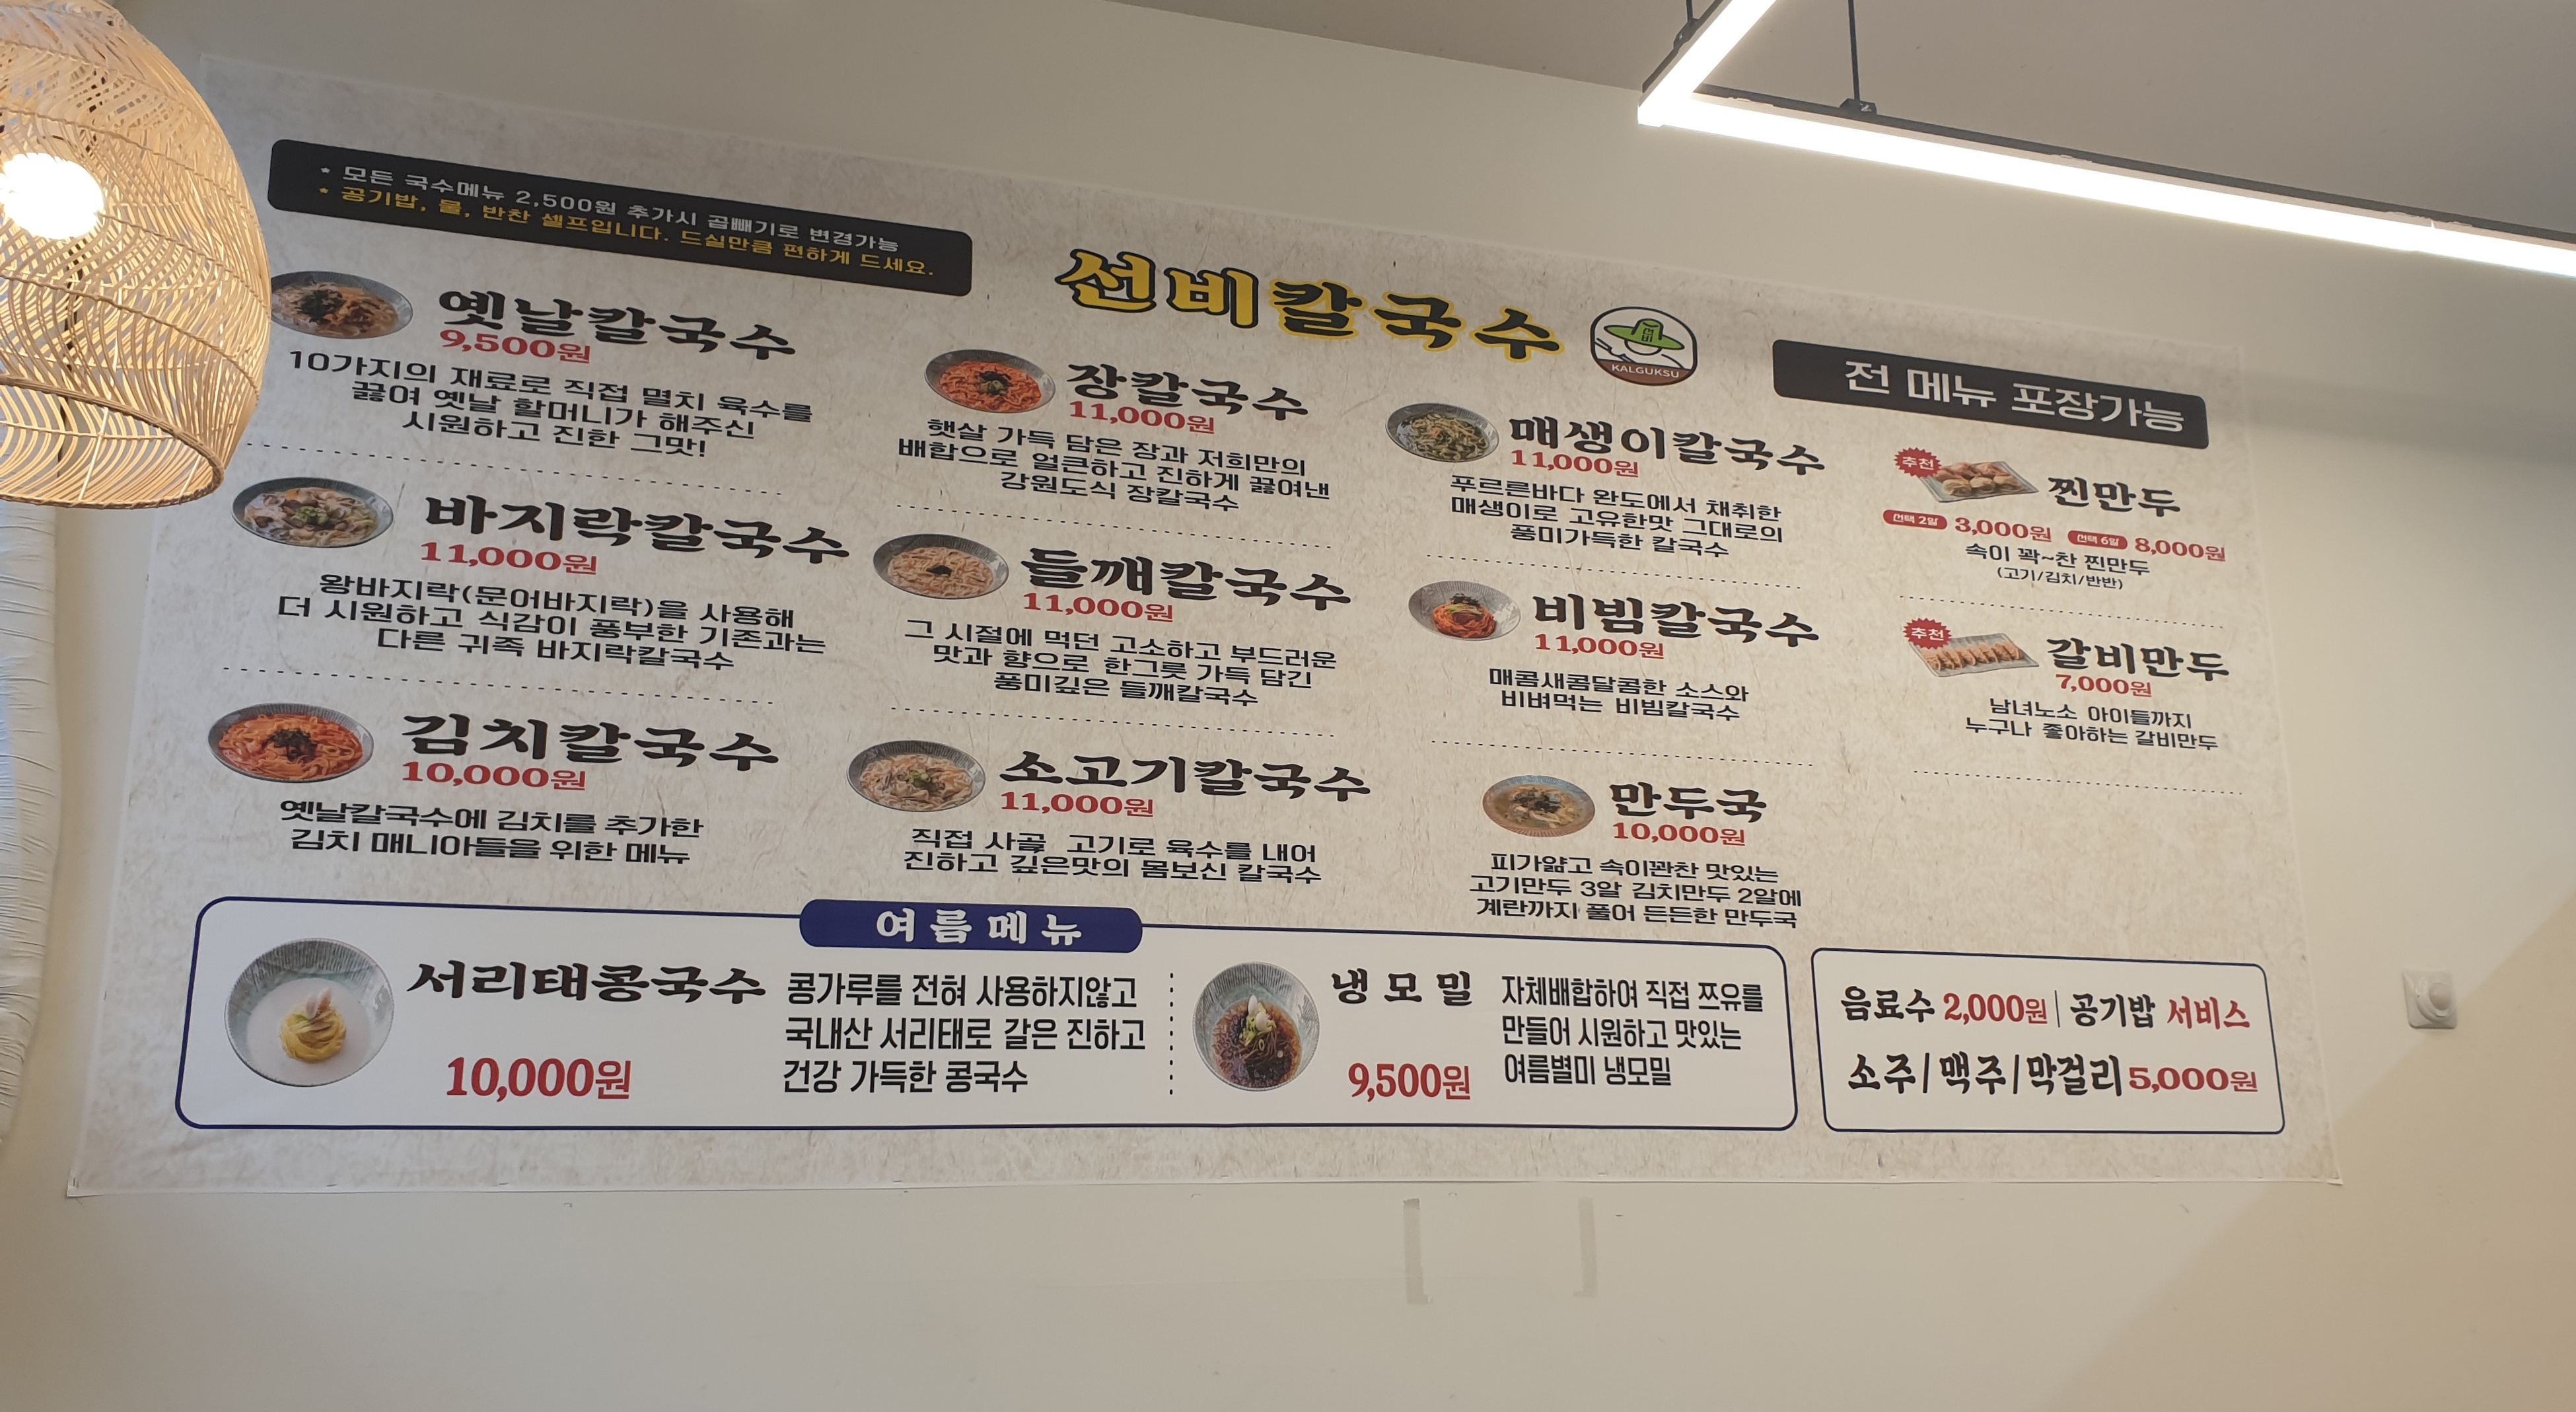 * 모든 국수메뉴 2,500원 추가시 곱빼기로 변경가능
* 공기밥, 물, 반찬 셀프입니다. 드실만큼 편하게 드세요.
선비칼국수
선비
KALGUKSU
전 메뉴 포장가능
옛날칼국수
9,500원
10가지의 재료로 직접 멸치 육수를
끓여 옛날 할머니가 해주신
시원하고 진한 그맛!
바지락칼국수
11,000원
왕바지락(문어바지락)을 사용해
더 시원하고 식감이 풍부한 기존과는
다른 귀족 바지락칼국수
김치칼국수
10,000원
옛날칼국수에 김치를 추가한
김치 매니아들을 위한 메뉴
장칼국수
11,000원
햇살 가득 담은 장과 저희만의
배합으로 얼큰하고 진하게 끓여낸
강원도식 장칼국수
들깨칼국수
11,000원
그 시절에 먹던 고소하고 부드러운
맛과 향으로 한그릇 가득 담긴
풍미깊은 들깨칼국수
소고기칼국수
11,000원
직접 사골 고기로 육수를 내어
진하고 깊은맛의 몸보신 칼국수
매생이칼국수
11,000원
푸르른바다 완도에서 채취한
매생이로 고유한맛 그대로의
풍미가득한 칼국수
비빔칼국수
11,000원
매콤새콤달콤한 소스와
비벼먹는 비빔칼국수
만두국
10,000원
피가얇고 속이꽌찬 맛있는
고기만두 3알 김치만두 2알에
계란까지 풀어 든든한 만두국
추천
찐만두
선택 2알 3,000원 선택 6알 8,000원
속이 꽉~찬 찐만두
(고기/김치/반반)
추천
갈비만두
7,000원
남녀노소 아이들까지
누구나 좋아하는 갈비만두
여름메뉴
서리태콩국수
10,000원
콩가루를 전혀 사용하지않고
국내산 서리태로 갈은 진하고
건강 가득한 콩국수
냉모밀
9,500원
자체배합하여 직접 쯔유를
만들어 시원하고 맛있는
여름별미 냉모밀
음료수 2,000원 | 공기밥 서비스
소주 / 맥주 / 막걸리 5,000원